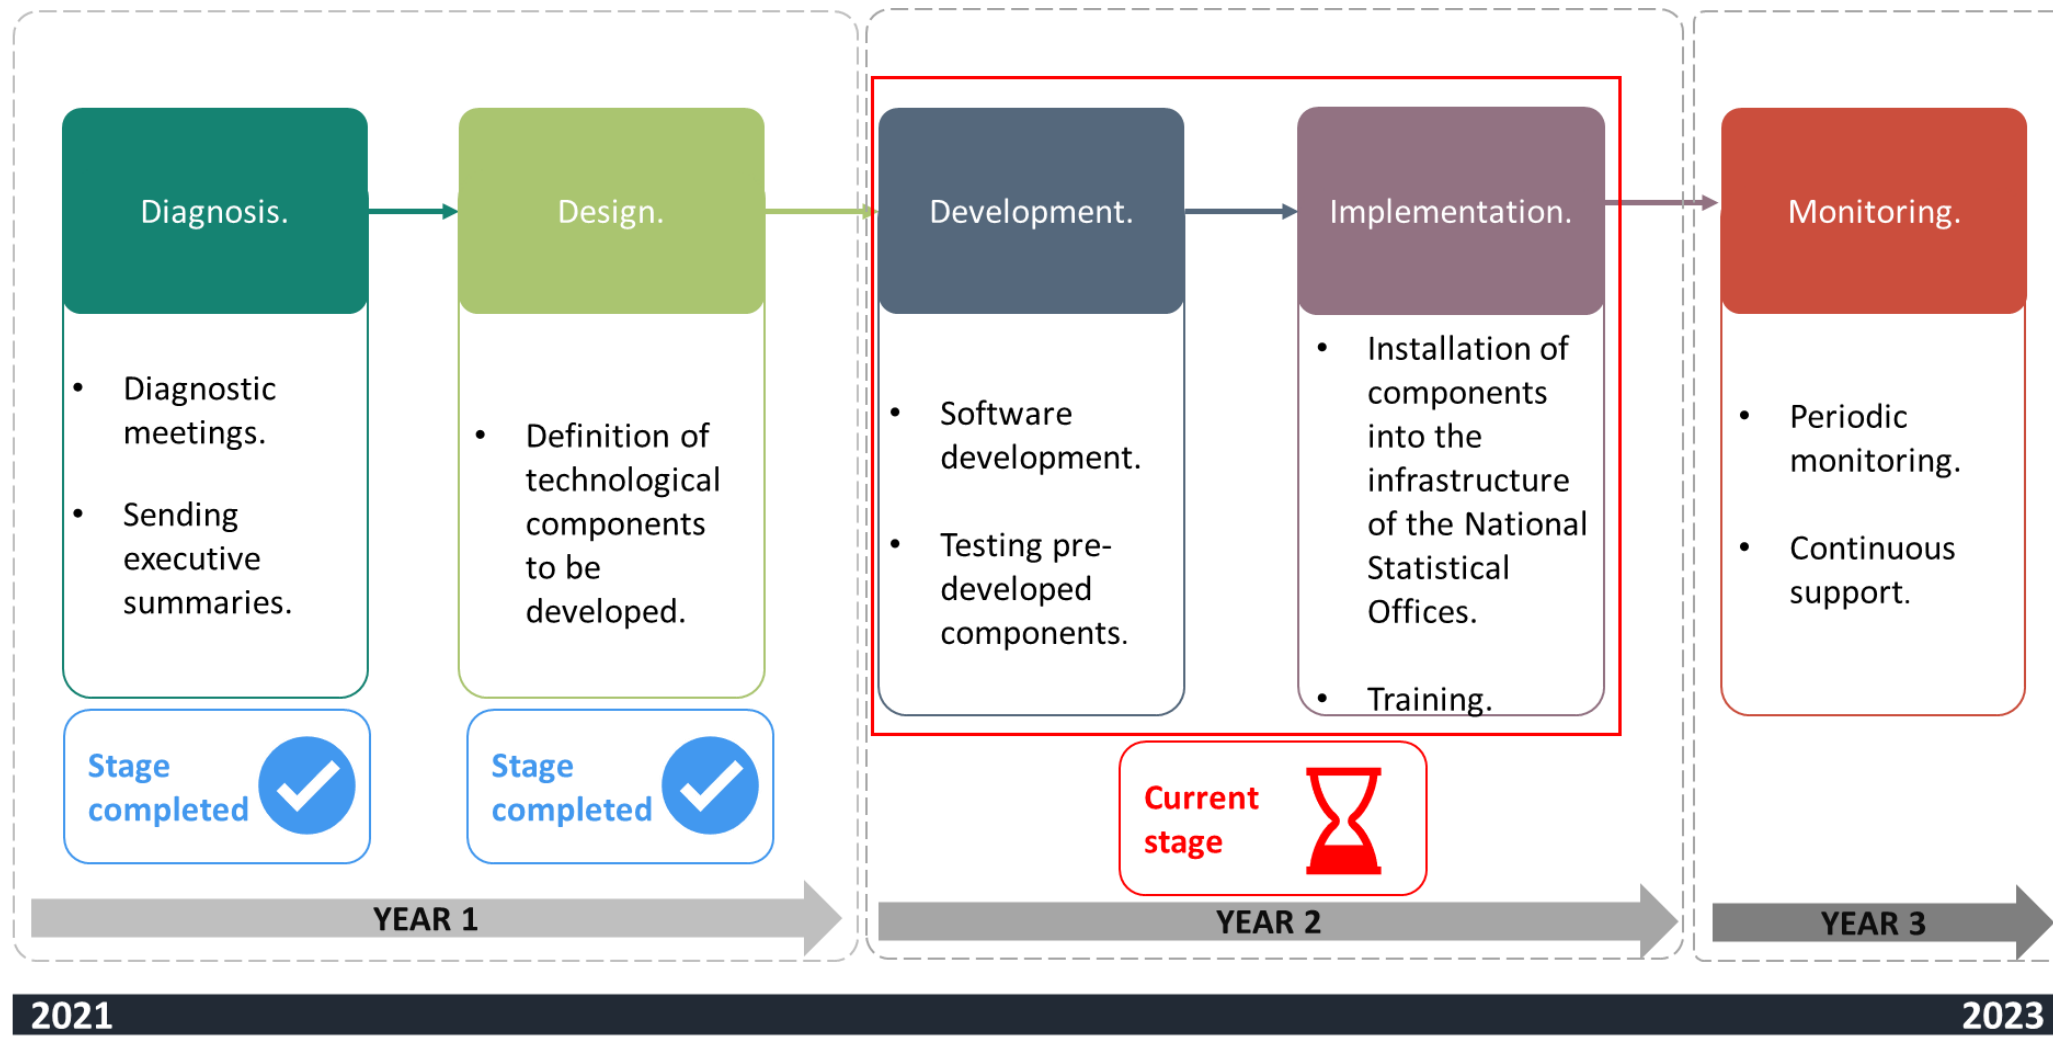 Diagnosis.
Design.
Development.
Implementation.
Monitoring.
• Diagnostic
meetings.
• Sending
executive
summaries.
• Definition of
technological
components
to be
developed.
• Software
development.
• Testing pre-
developed
components.
• Installation of
components
into the
infrastructure
of the National
Statistical
Offices.
• Training.
• Periodic
monitoring.
• Continuous
support.
Stage
completed
Stage
completed
Current
stage
YEAR 1
YEAR 2
YEAR 3
2021
2023